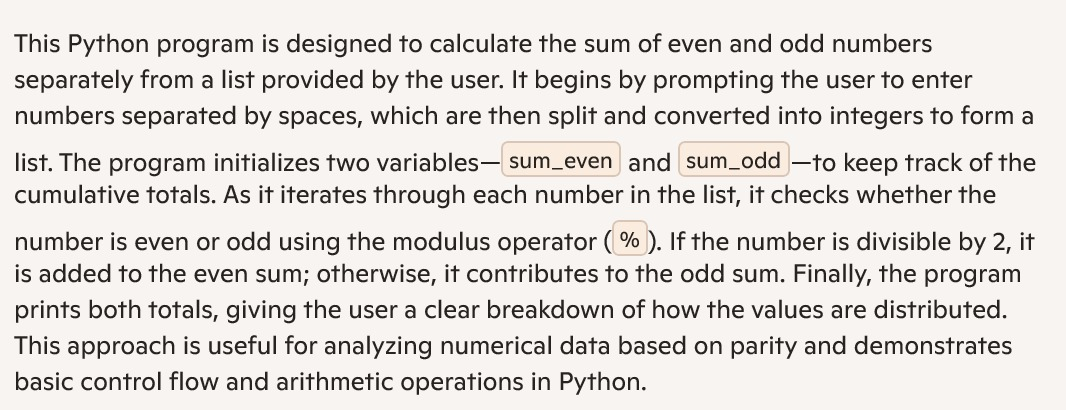 This Python program is designed to calculate the sum of even and odd numbers
separately from a list provided by the user. It begins by prompting the user to enter
numbers separated by spaces, which are then split and converted into integers to form a
list. The program initializes two variables—sum_even and sum_odd—to keep track of the
cumulative totals. As it iterates through each number in the list, it checks whether the
number is even or odd using the modulus operator (%). If the number is divisible by 2, it
is added to the even sum; otherwise, it contributes to the odd sum. Finally, the program
prints both totals, giving the user a clear breakdown of how the values are distributed.
This approach is useful for analyzing numerical data based on parity and demonstrates
basic control flow and arithmetic operations in Python.